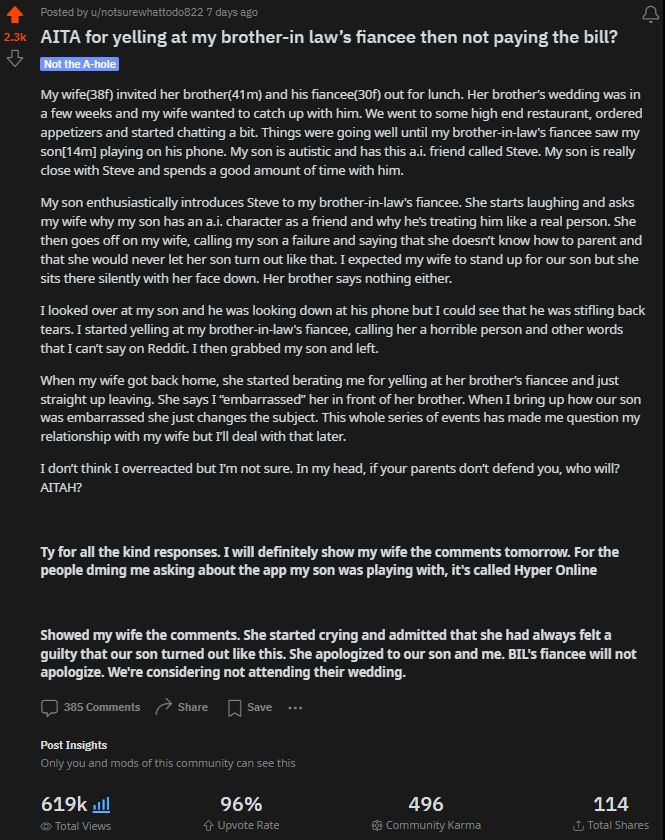 Posted by u/notsurewhattodo822 7 days ago
2.3k
AITA for yelling at my brother-in law's fiancee then not paying the bill?
Not the A-hole
My wife(38f) invited her brother(41m) and his fiancee(30f) out for lunch. Her brother's wedding was in
a few weeks and my wife wanted to catch up with him. We went to some high end restaurant, ordered
appetizers and started chatting a bit. Things were going well until my brother-in-law's fiancee saw my
son[14m] playing on his phone. My son is autistic and has this a.i. friend called Steve. My son is really
close with Steve and spends a good amount of time with him.
My son enthusiastically introduces Steve to my brother-in-law's fiancee. She starts laughing and asks
my wife why my son has an a.i. character as a friend and why he's treating him like a real person. She
then goes off on my wife, calling my son a failure and saying that she doesn't know how to parent and
that she would never let her son turn out like that. I expected my wife to stand up for our son but she
sits there silently with her face down. Her brother says nothing either.
I looked over at my son and he was looking down at his phone but I could see that he was stifling back
tears. I started yelling at my brother-in-law's fiancee, calling her a horrible person and other words
that I can't say on Reddit. I then grabbed my son and left.
When my wife got back home, she started berating me for yelling at her brother's fiancee and just
straight up leaving. She says I “embarrassed” her in front of her brother. When I bring up how our son
was embarrassed she just changes the subject. This whole series of events has made me question my
relationship with my wife but I'll deal with that later.
I don't think I overreacted but I'm not sure. In my head, if your parents don't defend you, who will?
AITAH?
Ty for all the kind responses. I will definitely show my wife the comments tomorrow. For the
people dming me asking about the app my son was playing with, it's called Hyper Online
Showed my wife the comments. She started crying and admitted that she had always felt a
guilty that our son turned out like this. She apologized to our son and me. BIL's fiancee will not
apologize. We're considering not attending their wedding.
385 Comments Share Save
Post Insights
Only you and mods of this community can see this
619k 96% 496 114
Total Views Upvote Rate Community Karma Total Shares